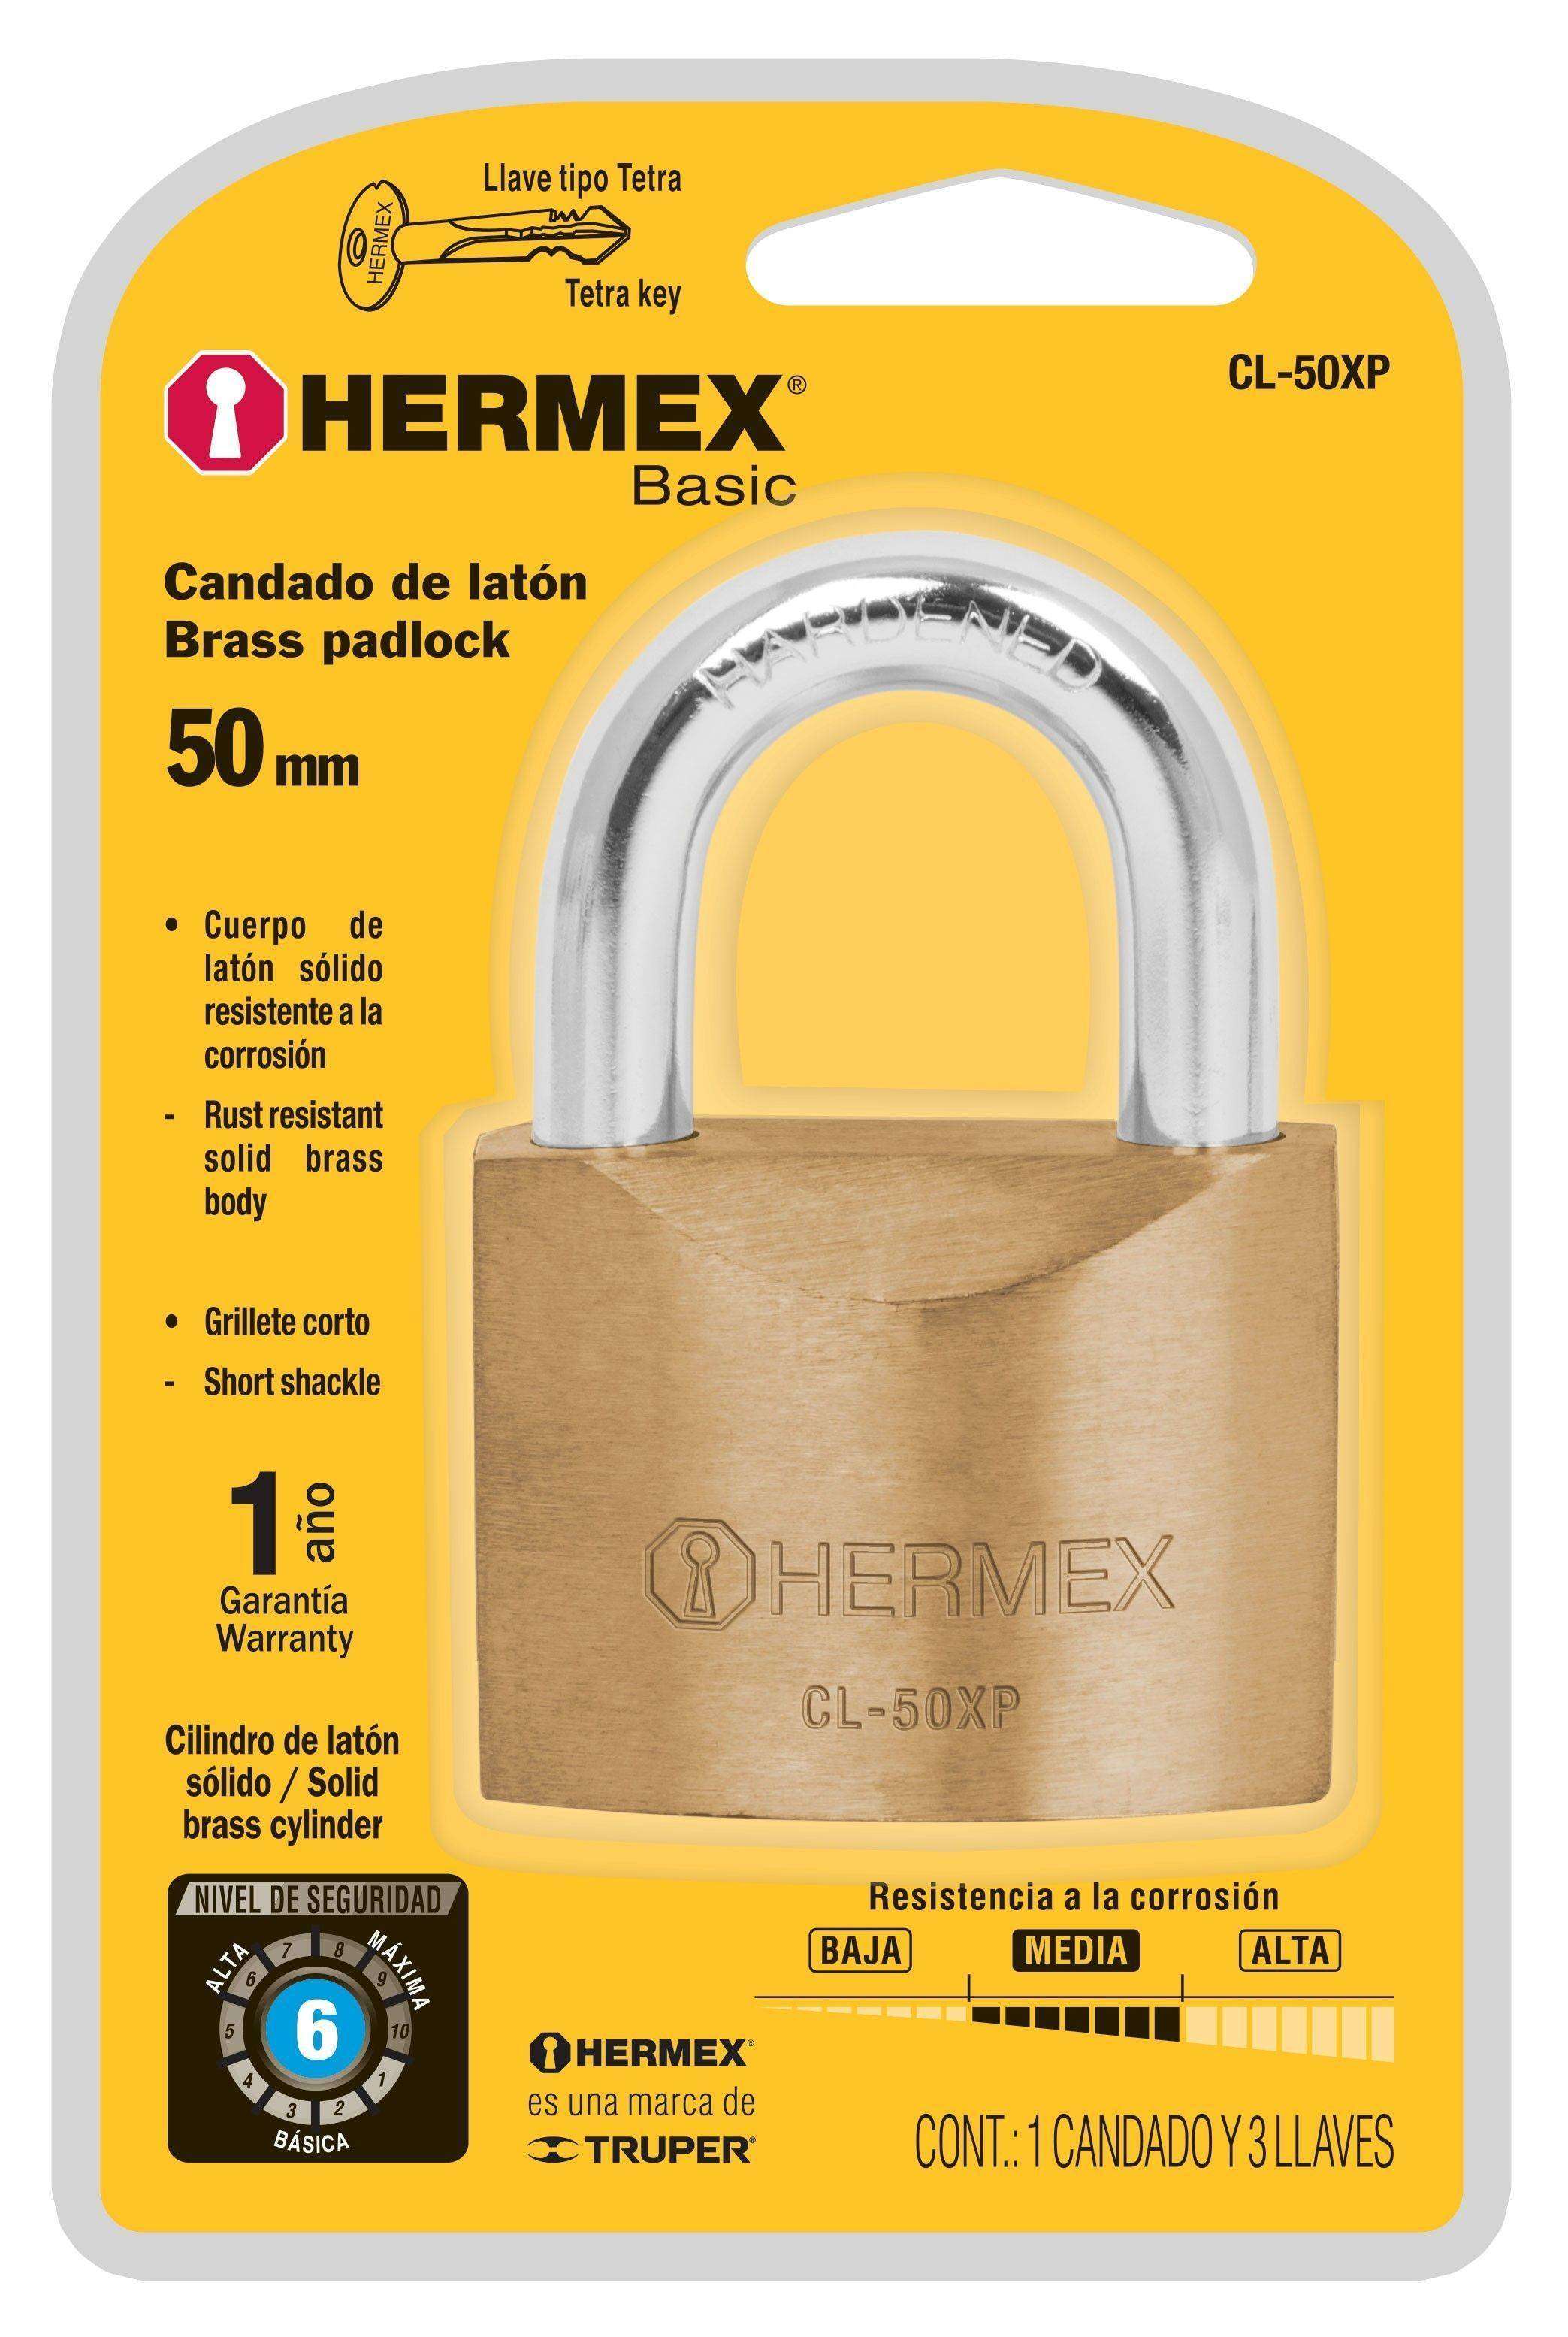 Llave tipo Tetra
HERMEX
Tetra key
CL-50XP
HERMEX®
Basic
Candado de latón
Brass padlock
50 mm
HARDENED
• Cuerpo de
latón sólido
resistente a la
corrosión
- Rust resistant
solid brass
body
• Grillete corto
- Short shackle
1 año
Garantía
Warranty
HERMEX
CL-50XP
Cilindro de latón
sólido / Solid
brass cylinder
NIVEL DE SEGURIDAD
ALTA
MÁXIMA
7 8
6 9
6
5 10
4 1
3 2
BÁSICA
Resistencia a la corrosión
BAJA MEDIA ALTA
HERMEX®
es una marca de
TRUPER®
CONT.: 1 CANDADO Y 3 LLAVES